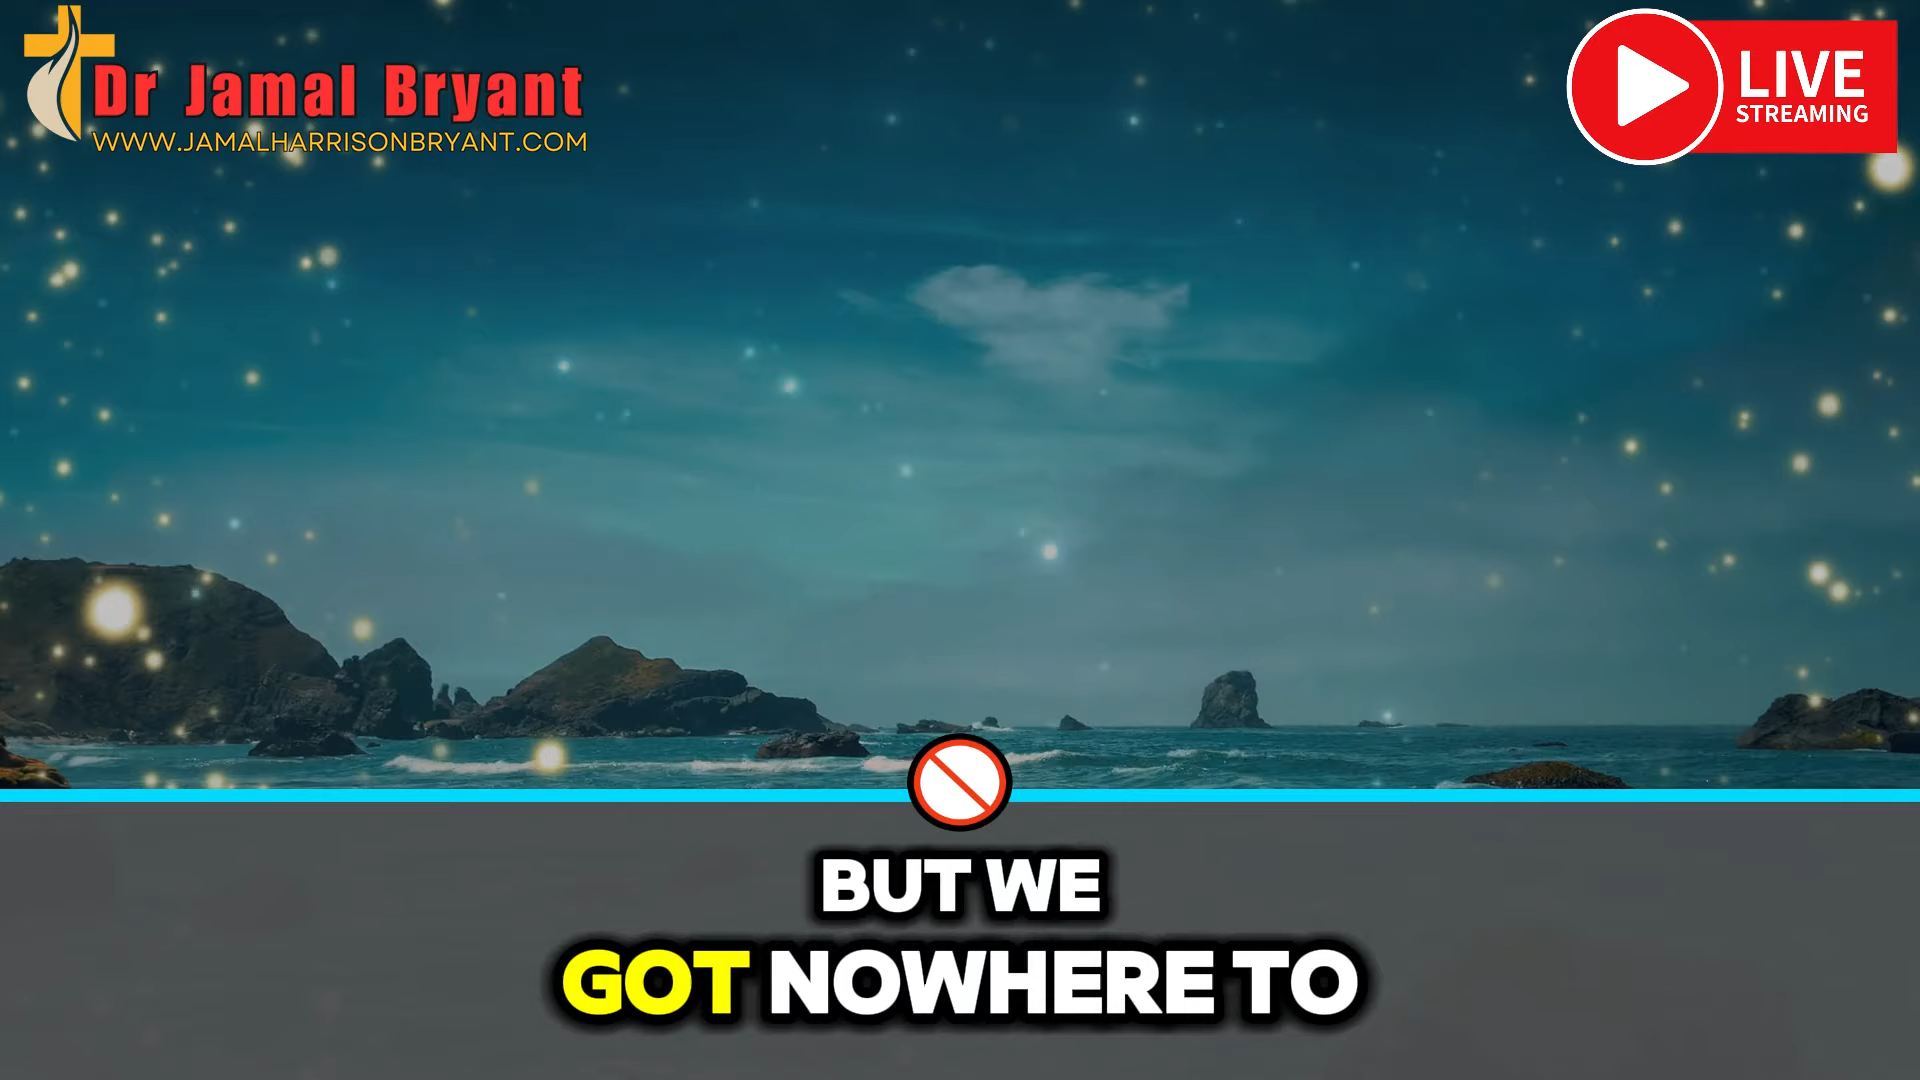 Dr Jamal Bryant
WWW.JAMALHARRISONBRYANT.COM
LIVE
STREAMING
BUT WE
GOT NOWHERE TO